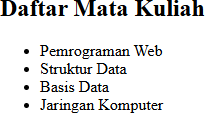 Daftar Mata Kuliah
Pemrograman Web
Struktur Data
Basis Data
Jaringan Komputer